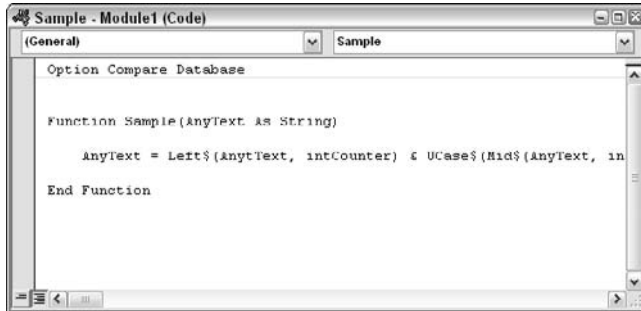 Sample - Module1 (Code)
(General) Sample
Option Compare Database
Function Sample(AnyText As String)
AnyText = Left$(AnytText, intCounter) & UCase$(Mid$(AnyText, in
End Function